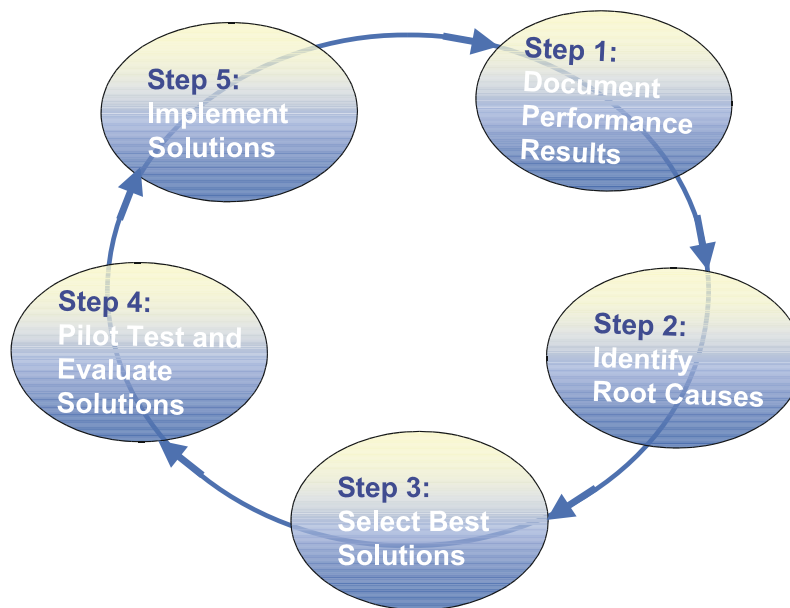 Step 1:
Document
Performance
Results
Step 2:
Identify
Root Causes
Step 3:
Select Best
Solutions
Step 4:
Pilot Test and
Evaluate
Solutions
Step 5:
Implement
Solutions